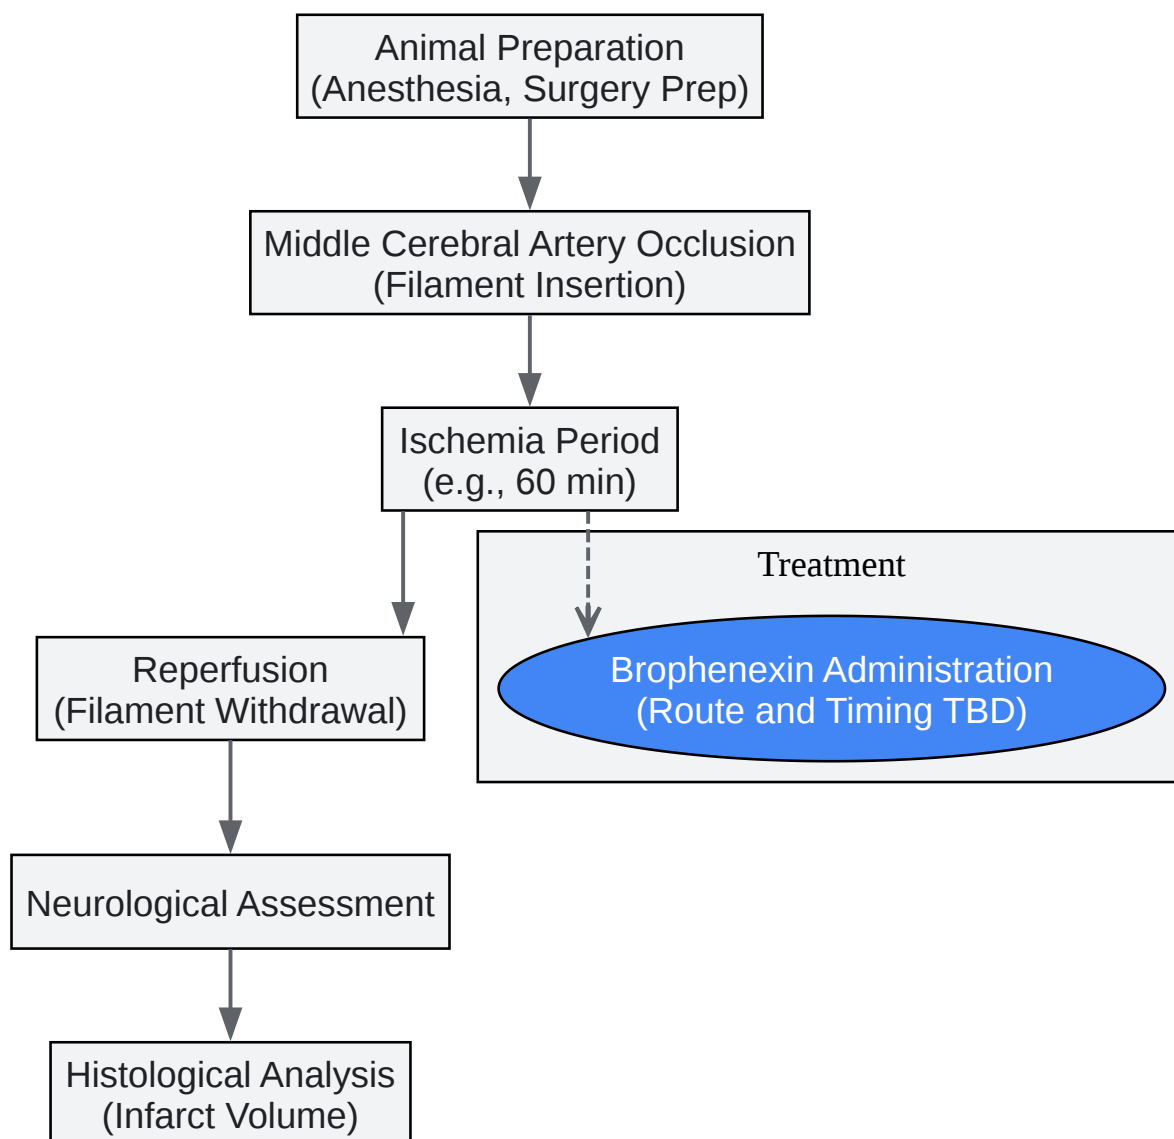 Animal Preparation
(Anesthesia, Surgery Prep)
Middle Cerebral Artery Occlusion
(Filament Insertion)
Ischemia Period
(e.g., 60 min)
Treatment
Brophenexin Administration
(Route and Timing TBD)
Reperfusion
(Filament Withdrawal)
Neurological Assessment
Histological Analysis
(Infarct Volume)